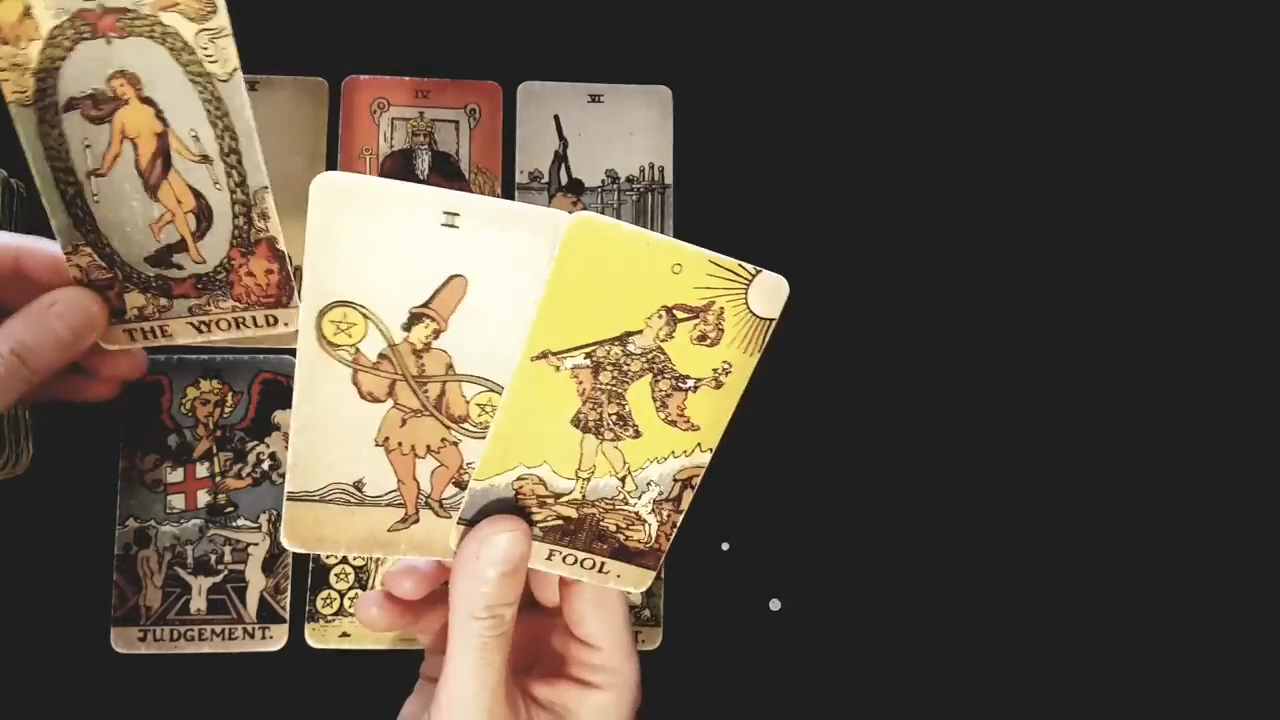 V
IV
VI
II
O
THE WORLD.
FOOL.
JUDGEMENT.
T.